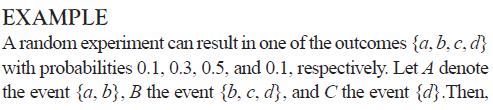 EXAMPLE
A random experiment can result in one of the outcomes {a, b, c, d}
with probabilities 0.1, 0.3, 0.5, and 0.1, respectively. Let A denote
the event {a, b}, B the event {b, c, d}, and C the event {d}.Then,